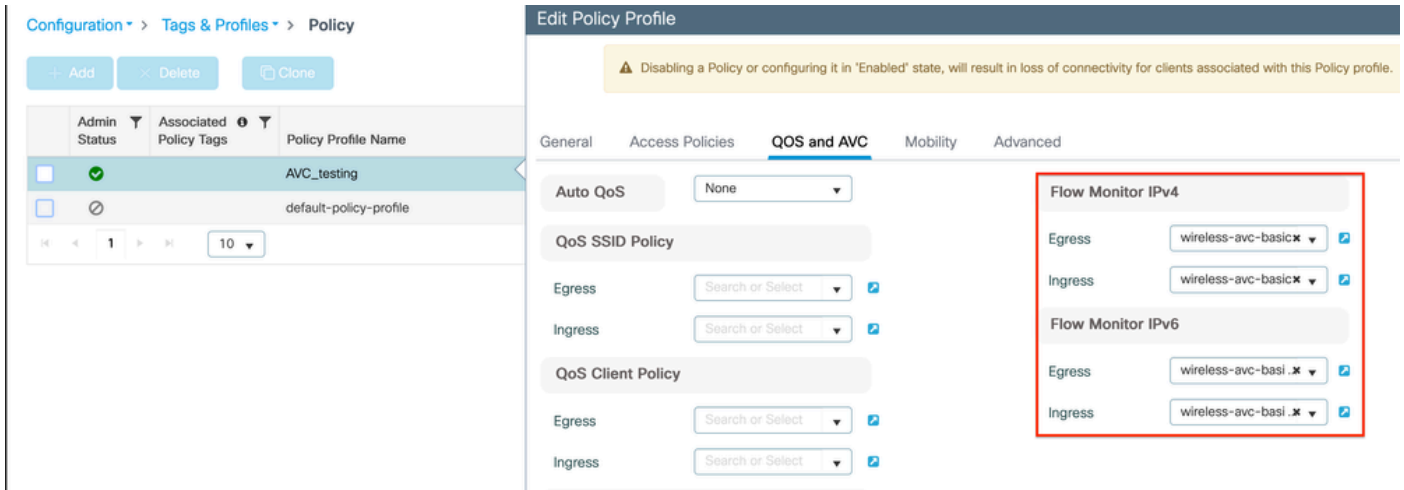 Configuration > Tags & Profiles > Policy
+ Add × Delete Clone
Admin Status Associated Policy Tags Policy Profile Name
AVC_testing
default-policy-profile
1 10
Edit Policy Profile
Disabling a Policy or configuring it in 'Enabled' state, will result in loss of connectivity for clients associated with this Policy profile.
General Access Policies QOS and AVC Mobility Advanced
Auto QoS None
QoS SSID Policy
Egress Search or Select
Ingress Search or Select
QoS Client Policy
Egress Search or Select
Ingress Search or Select
Flow Monitor IPv4
Egress wireless-avc-basic
Ingress wireless-avc-basic
Flow Monitor IPv6
Egress wireless-avc-basi..
Ingress wireless-avc-basi..